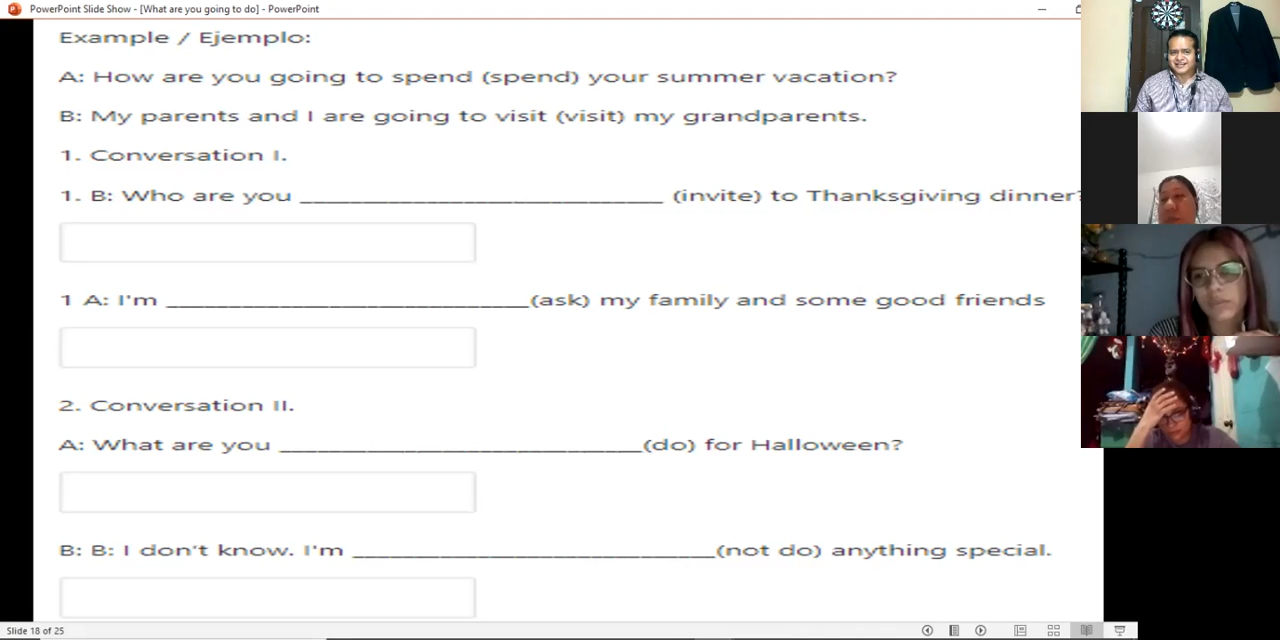 PowerPoint Slide Show - [What are you going to do] - PowerPoint
Example / Ejemplo:
A: How are you going to spend (spend) your summer vacation?
B: My parents and I are going to visit (visit) my grandparents.
1. Conversation I.
1. B: Who are you ______________________________ (invite) to Thanksgiving dinner?
1 A: I'm ______________________________(ask) my family and some good friends
2. Conversation II.
A: What are you ______________________________(do) for Halloween?
B: B: I don't know. I'm ______________________________(not do) anything special.
Slide 18 of 25